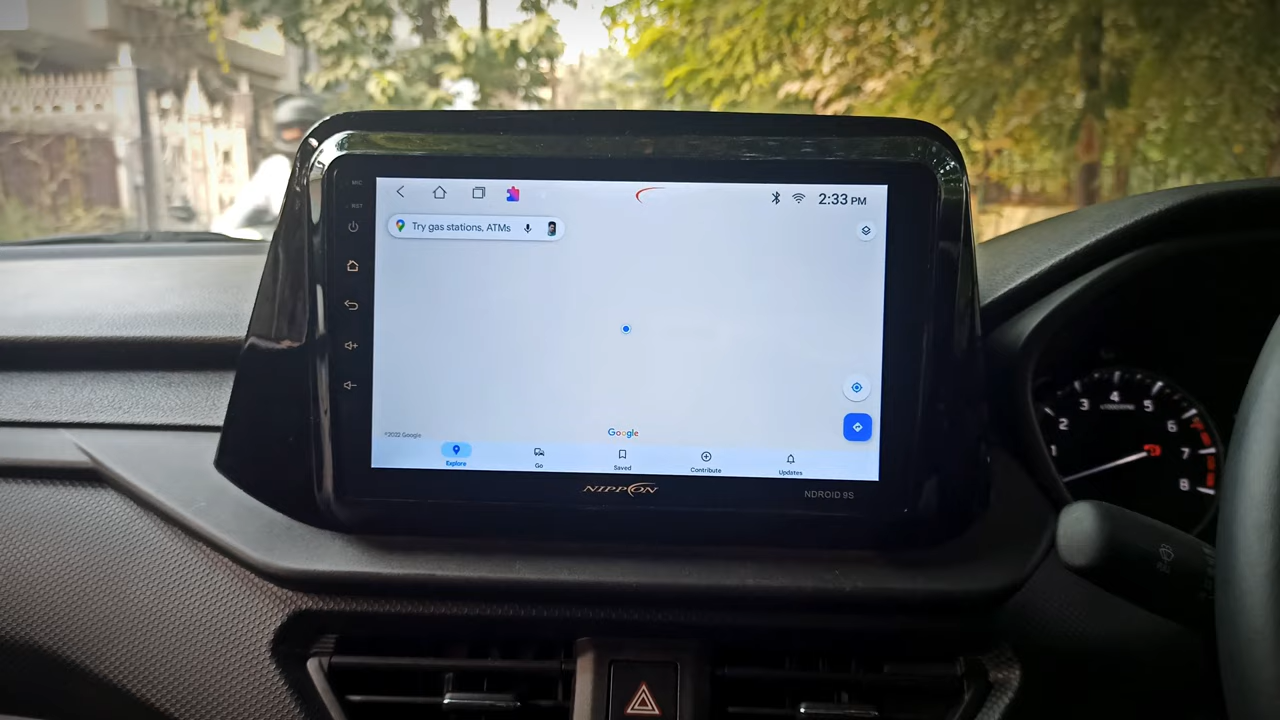 MIC
RST
2:33 PM
Try gas stations, ATMs
©2022 Google
Google
Explore
Go
Saved
Contribute
Updates
NIPPON
NDROID 9S
1
2
3
4
5
6
7
8